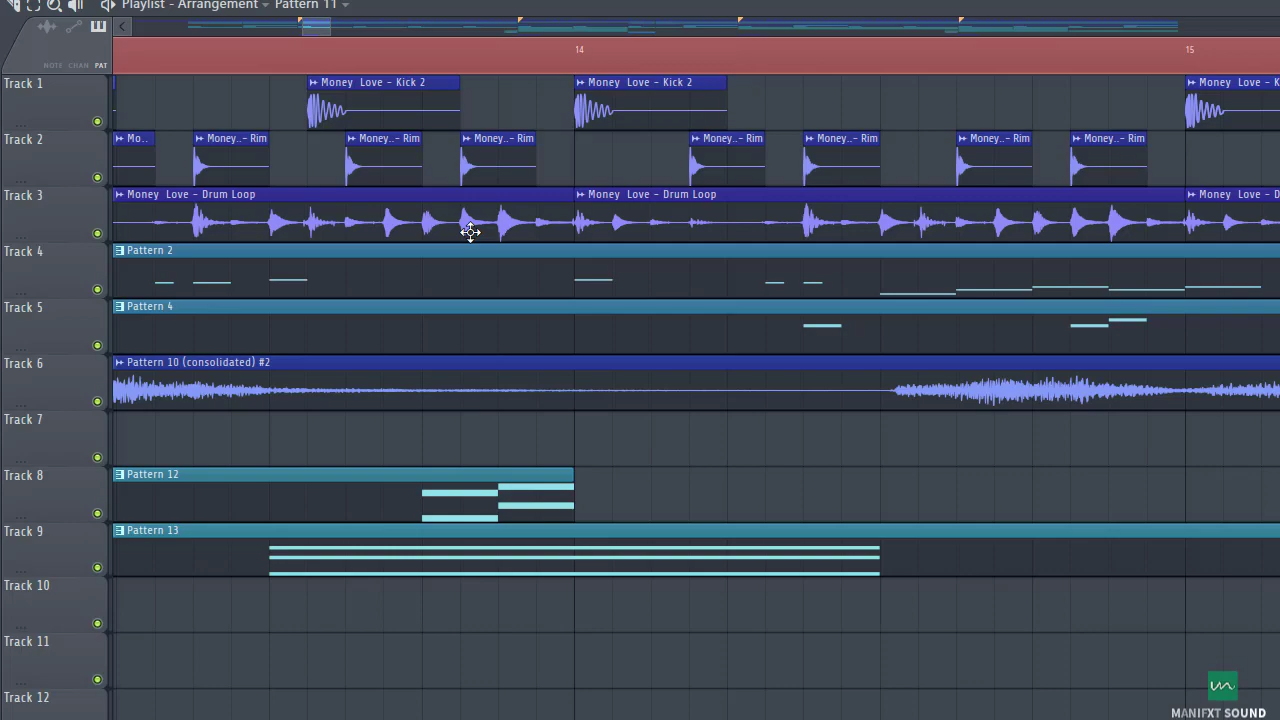 Playlist - Arrangement Pattern 11
NOTE CHAN PAT
14 15
Track 1
Money Love – Kick 2 Money Love – Kick 2 Money Love – K
Track 2
Mo.. Money..– Rim Money..– Rim Money..– Rim Money..– Rim Money..– Rim Money..– Rim Money..– Rim
Track 3
Money Love – Drum Loop Money Love – Drum Loop Money Love – D
Track 4
Pattern 2
Track 5
Pattern 4
Track 6
Pattern 10 (consolidated) #2
Track 7
Track 8
Pattern 12
Track 9
Pattern 13
Track 10
Track 11
Track 12
MANIFXT SOUND